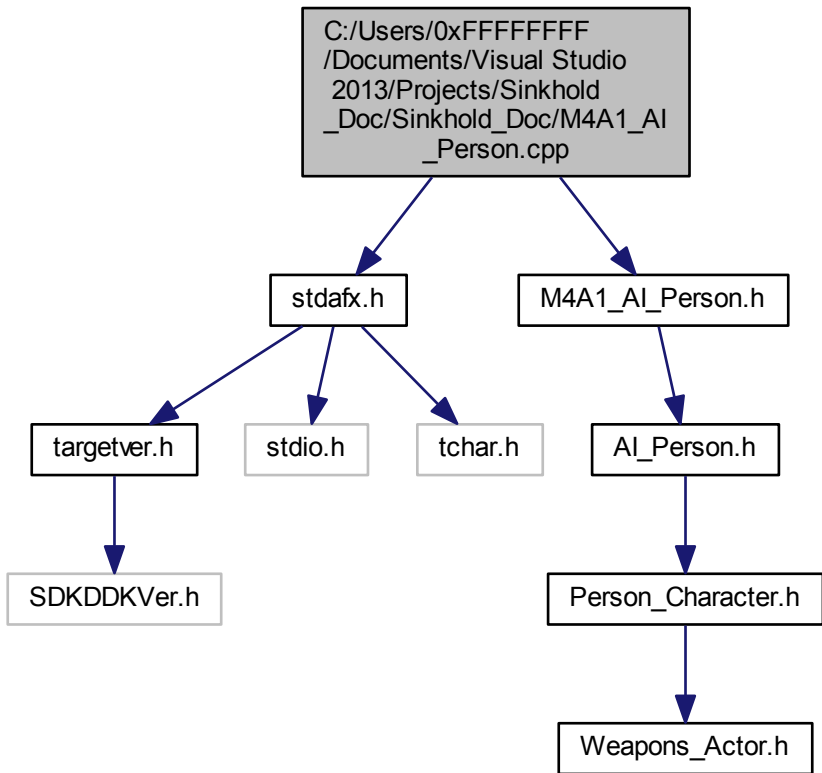 C:/Users/0xFFFFFFFF
/Documents/Visual Studio
2013/Projects/Sinkhold
_Doc/Sinkhold_Doc/M4A1_AI
_Person.cpp
stdafx.h
M4A1_AI_Person.h
targetver.h
stdio.h
tchar.h
AI_Person.h
SDKDDKVer.h
Person_Character.h
Weapons_Actor.h